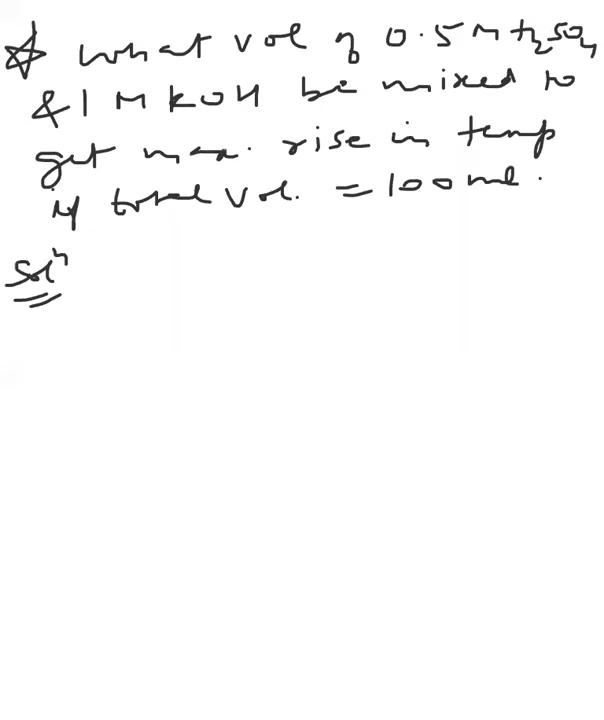 ☆ what vol of 0.5 M H₂SO₄
& 1 M KOH be mixed to
get max. rise in temp
if total vol. = 100 ml.
Solⁿ